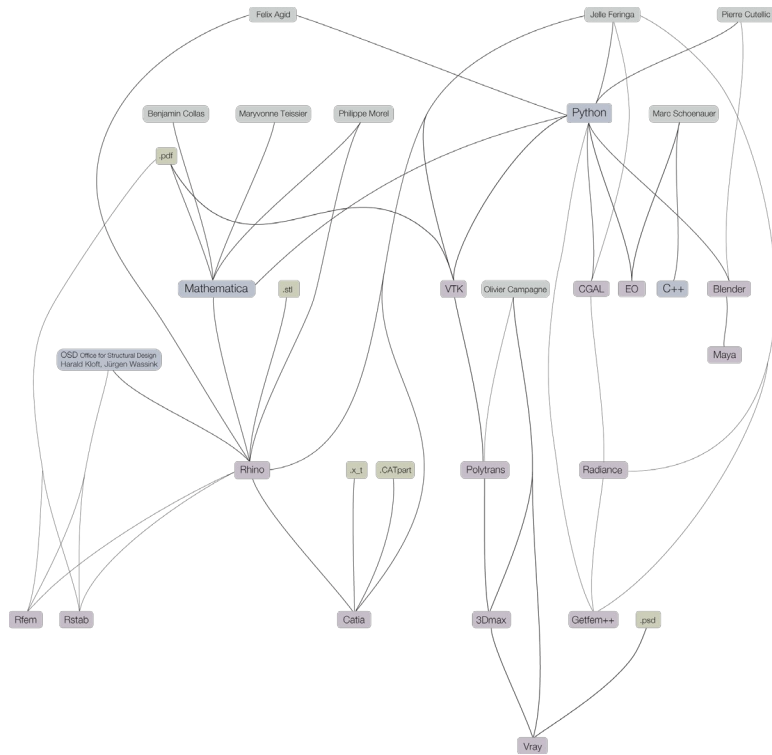 Felix Agid
Jelle Feringa
Pierre Cutellic
Benjamin Collas
Maryvonne Teissier
Philippe Morel
Python
Marc Schoenauer
.pdf
Mathematica
.stl
VTK
Olivier Campagne
CGAL
EO
C++
Blender
OSD Office for Structural Design
Harald Kloft, Jürgen Wassink
Maya
Rhino
.x_t
.CATpart
Polytrans
Radiance
Rfem
Rstab
Catia
3Dmax
Getfem++
.psd
Vray